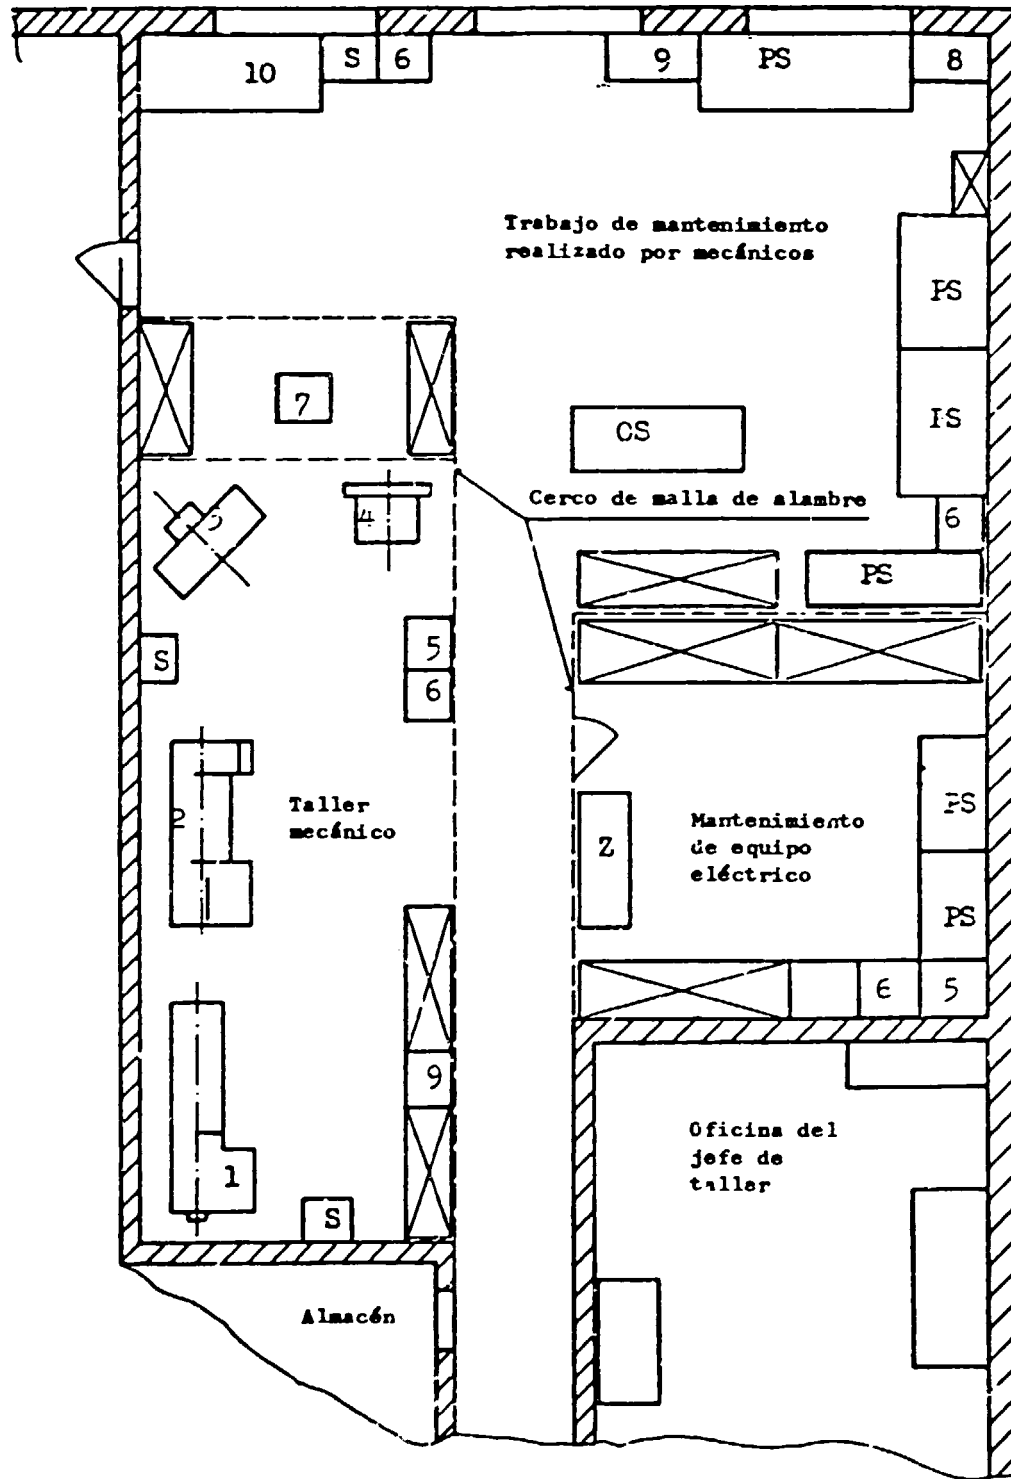 10 S 6 9 PS 8
Trabajo de mantenimiento
realizado por mecánicos
PS
7
CS
Cerco de malla de alambre
6
4
PS
S
5
6
Taller
mecánico
2
Mantenimiento
de equipo
eléctrico
Z
PS
PS
6 5
9
1
S
Oficina del
jefe de
taller
Almacén